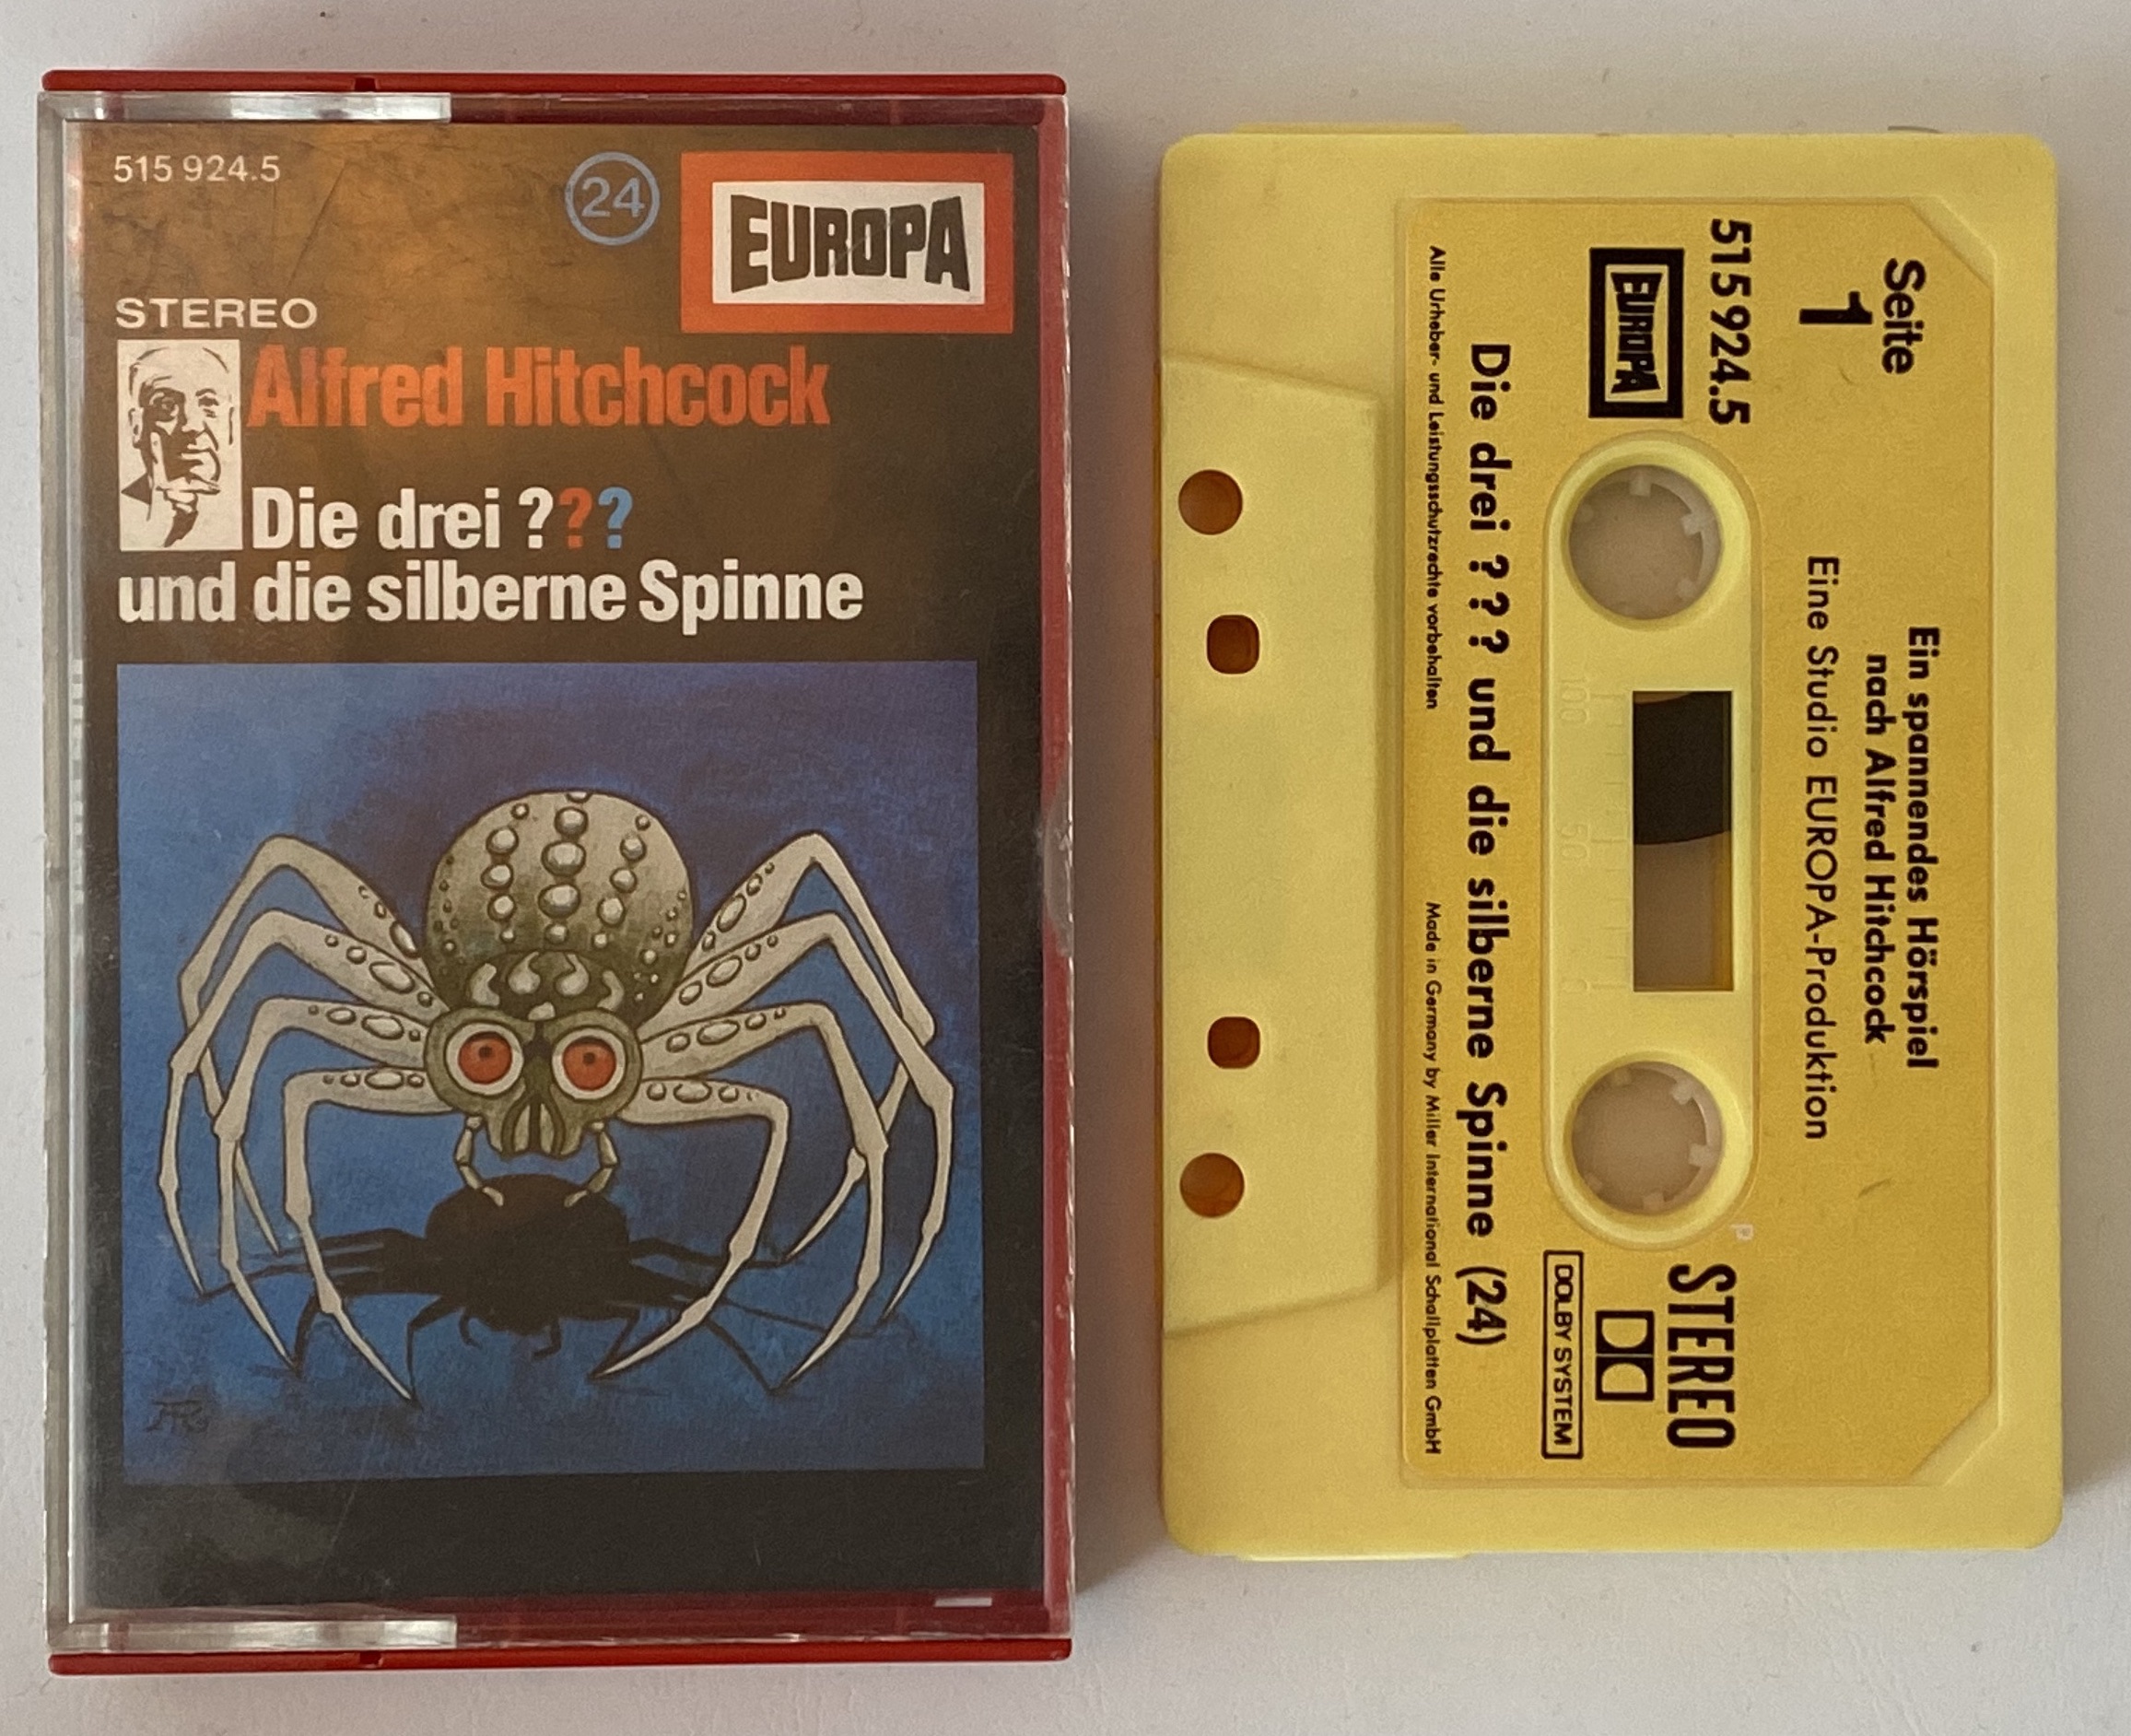 515 924.5
24
EUROPA
STEREO
Alfred Hitchcock
Die drei ???
und die silberne Spinne
Seite
1
515 924.5
EUROPA
Ein spannendes Hörspiel
nach Alfred Hitchcock
Eine Studio EUROPA-Produktion
100
50
0
STEREO
DOLBY SYSTEM
Die drei ? ? ? und die silberne Spinne (24)
Alle Urheber- und Leistungsschutzrechte vorbehalten
Made in Germany by Miller International Schallplatten GmbH